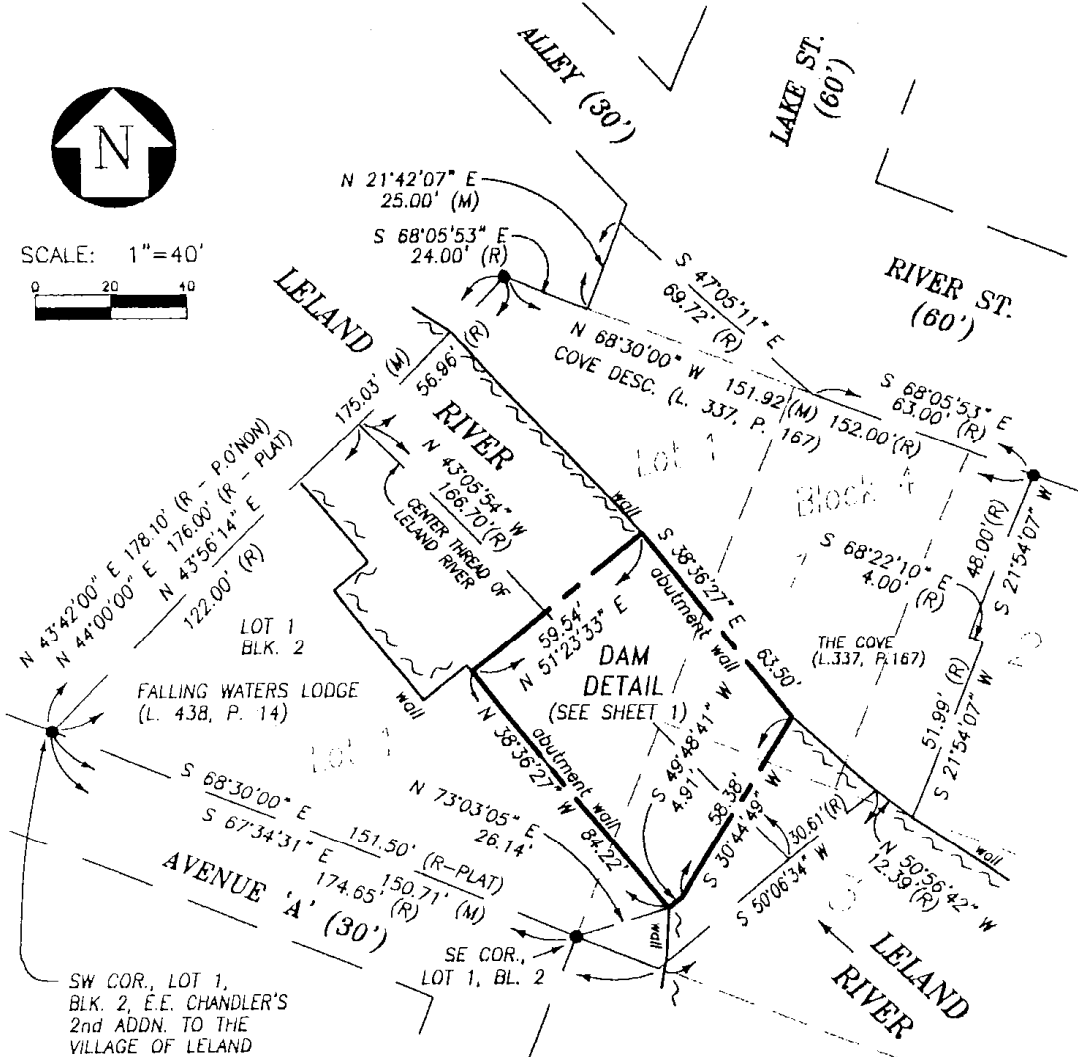 ALLEY (30')
LAKE ST.
(60')
N
N 21°42'07" E
25.00' (M)
S 68°05'53" E
24.00' (R)
SCALE: 1"=40'
0 20 40
LELAND
RIVER
S 47°05'11" E
69.72' (R)
RIVER ST.
(60')
N 68°30'00" W 151.92'(M) 152.00'(R)
COVE DESC. (L. 337, P. 167)
S 68°05'53" E
63.00' (R)
175.03' (M)
56.96' (R)
N 43°42'00" E 178.10' (R - P.O'NON)
N 44°00'00" E 176.00' (R - PLAT)
N 43°56'14" E
122.00' (R)
N 43°05'54" W
166.70'(R)
CENTER THREAD OF
LELAND RIVER
wall
Lot 1
Block 4
S 38°36'27" E
63.50'
abutment wall
S 68°22'10" E
4.00' (R)
48.00'(R)
S 21°54'07" W
59.54'
N 51°23'33" E
LOT 1
BLK. 2
DAM
DETAIL
(SEE SHEET 1)
THE COVE
(L.337, P.167)
FALLING WATERS LODGE
(L. 438, P. 14)
wall
Lot 1
N 38°36'27" W
84.22'
abutment wall
S 49°48'41" W
4.91'
51.99' (R)
S 21°54'07" W
58.38'
S 30°44'49" W
30.61'(R)
S 50°06'34" W
N 50°56'42" W
12.39'(R)
wall
N 73°03'05" E
26.14'
S 68°30'00" E 151.50' (R-PLAT)
S 67°34'31" E 150.71' (M)
174.65' (R)
AVENUE 'A' (30')
wall
SE COR.,
LOT 1, BL. 2
3
LELAND
RIVER
SW COR., LOT 1,
BLK. 2, E.E. CHANDLER'S
2nd ADDN. TO THE
VILLAGE OF LELAND